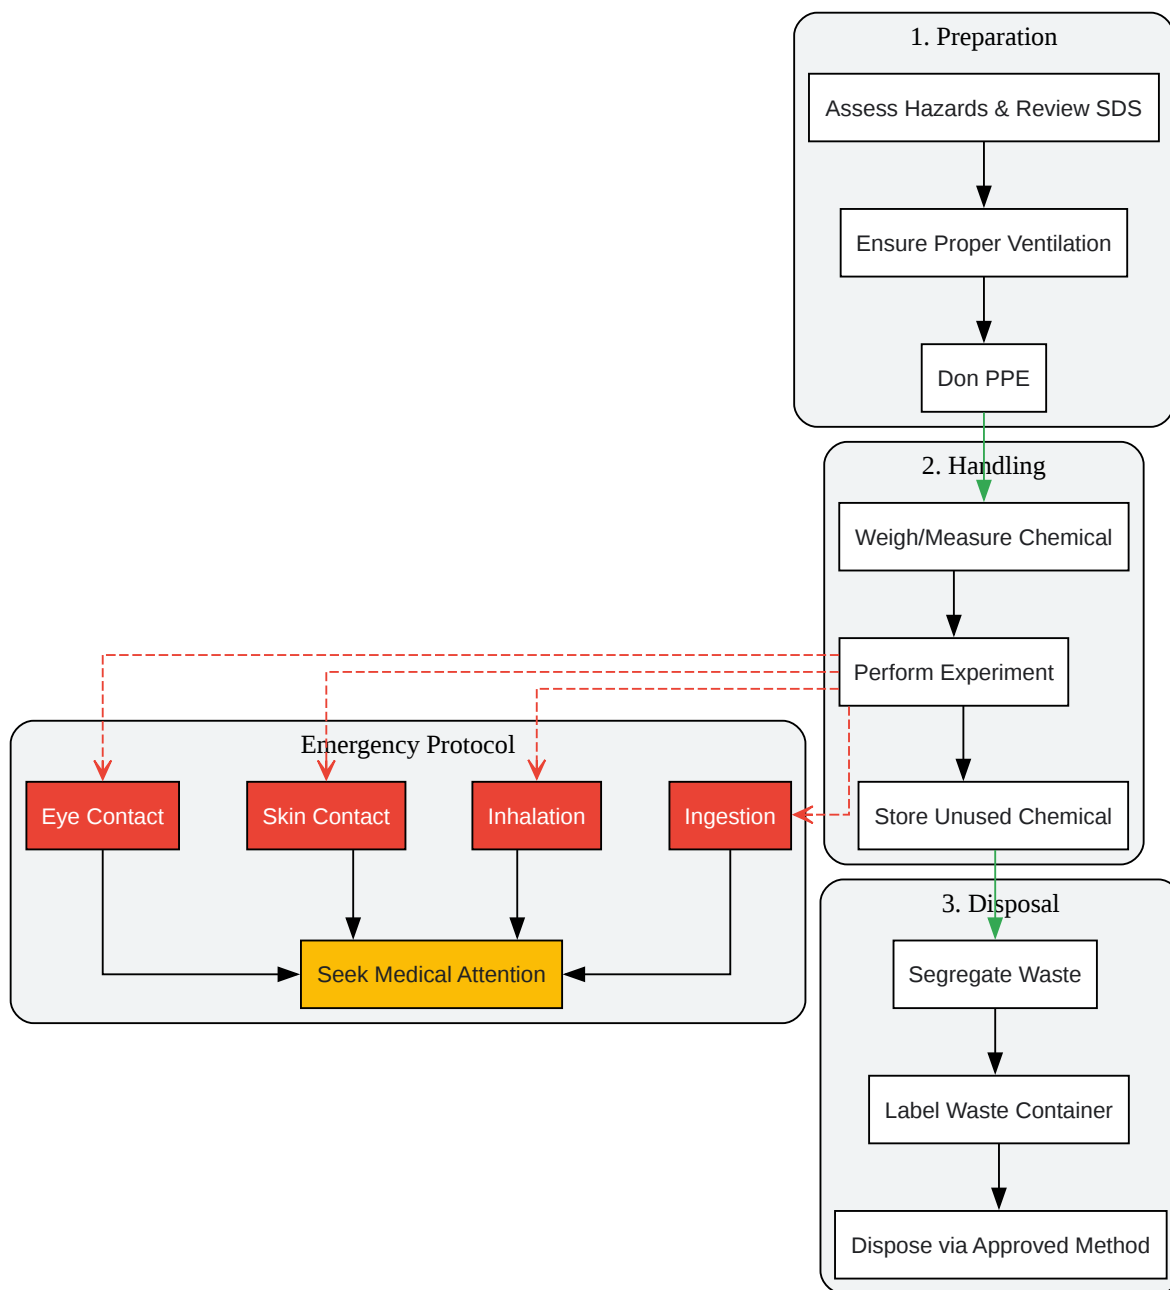 1. Preparation
Assess Hazards & Review SDS
Ensure Proper Ventilation
Don PPE
2. Handling
Weigh/Measure Chemical
Perform Experiment
Store Unused Chemical
Emergency Protocol
Eye Contact
Skin Contact
Inhalation
Ingestion
Seek Medical Attention
3. Disposal
Segregate Waste
Label Waste Container
Dispose via Approved Method